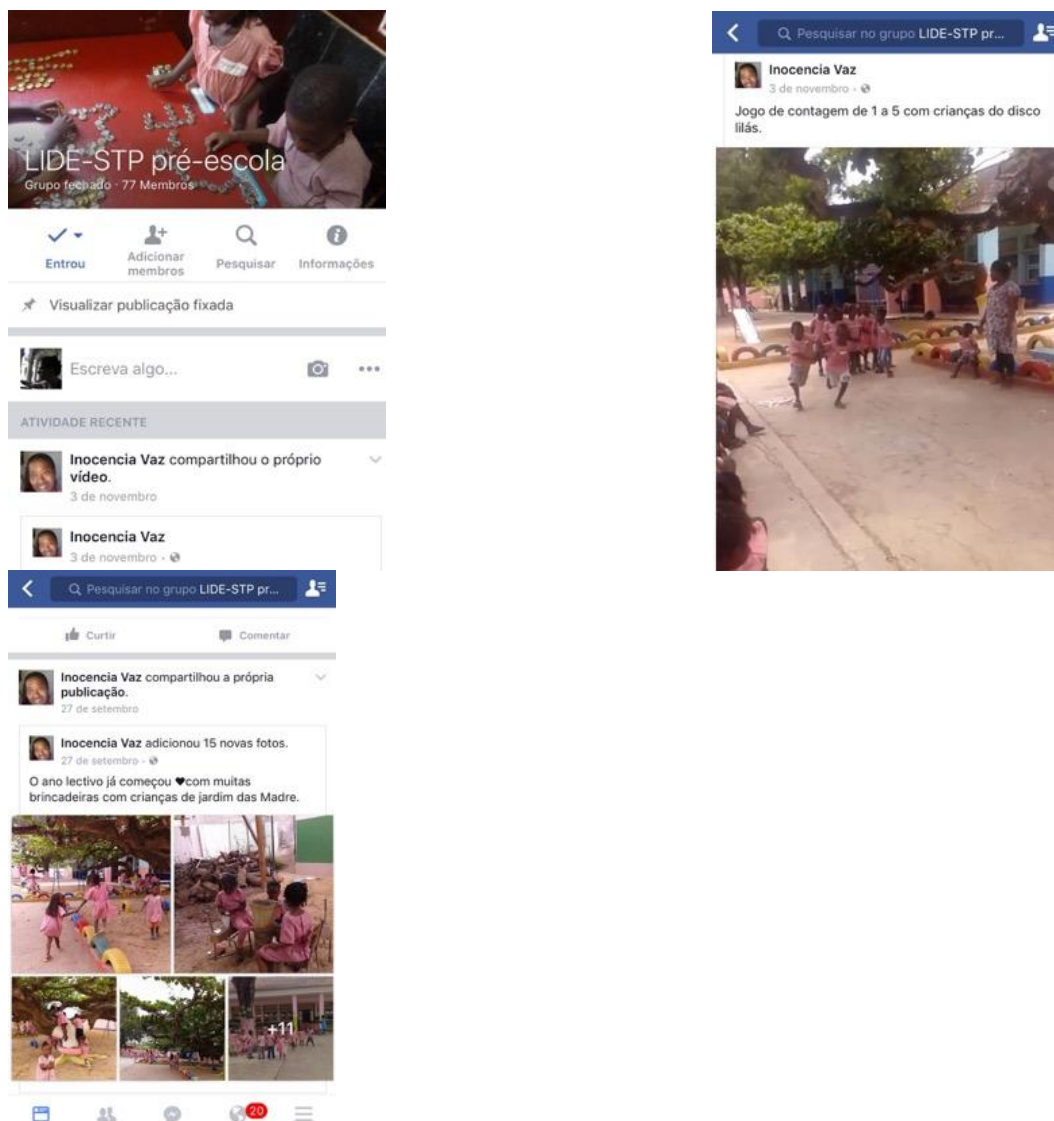 LIDE-STP pré-escola
Grupo fechado · 77 Membros
Entrou
Adicionar
membros
Pesquisar
Informações
Visualizar publicação fixada
Escreva algo...
ATIVIDADE RECENTE
Inocencia Vaz compartilhou o próprio
vídeo.
3 de novembro
Inocencia Vaz
3 de novembro ·
Pesquisar no grupo LIDE-STP pr...
Inocencia Vaz
3 de novembro ·
Jogo de contagem de 1 a 5 com crianças do disco
lilás.
Pesquisar no grupo LIDE-STP pr...
Curtir
Comentar
Inocencia Vaz compartilhou a própria
publicação.
27 de setembro
Inocencia Vaz adicionou 15 novas fotos.
27 de setembro ·
O ano lectivo já começou ♥com muitas
brincadeiras com crianças de jardim das Madre.
+11
20